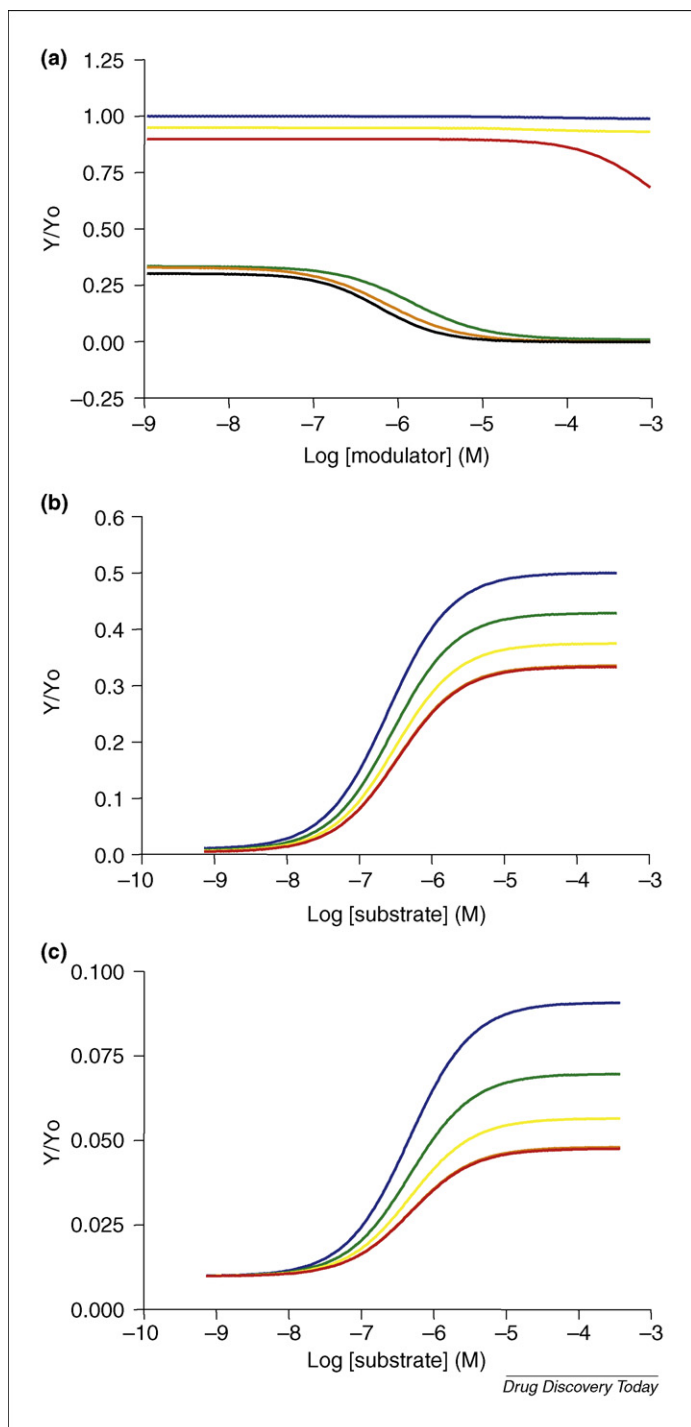 (a)
1.25
1.00
0.75
0.50
0.25
0.00
–0.25
Y/Yo
–9 –8 –7 –6 –5 –4 –3
Log [modulator] (M)
(b)
0.6
0.5
0.4
0.3
0.2
0.1
0.0
Y/Yo
–10 –9 –8 –7 –6 –5 –4 –3
Log [substrate] (M)
(c)
0.100
0.075
0.050
0.025
0.000
Y/Yo
–10 –9 –8 –7 –6 –5 –4 –3
Log [substrate] (M)
Drug Discovery Today